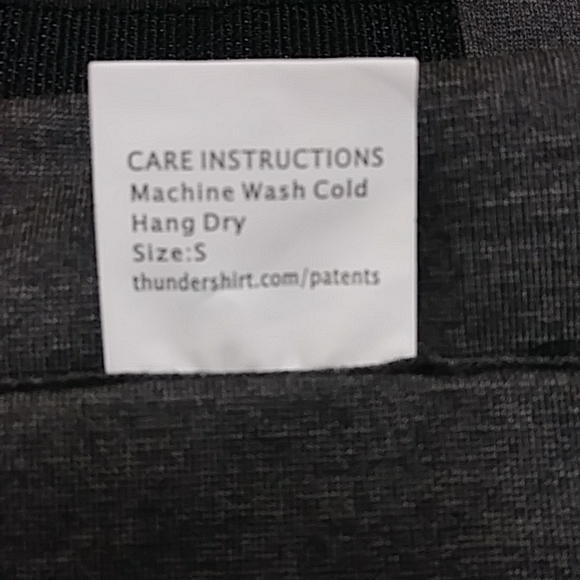 CARE INSTRUCTIONS
Machine Wash Cold
Hang Dry
Size:S
thundershirt.com/patents